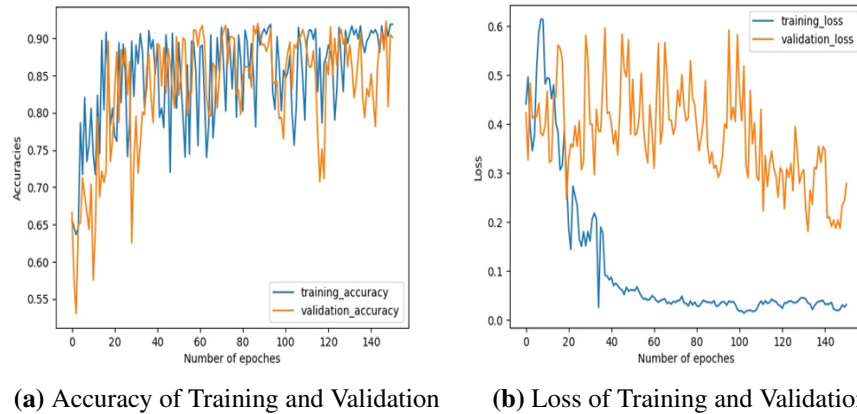 0.90
0.85
0.80
0.75
0.70
0.65
0.60
0.55
Accuracies
0 20 40 60 80 100 120 140
Number of epoches
training_accuracy
validation_accuracy
0.6
0.5
0.4
0.3
0.2
0.1
0.0
Loss
0 20 40 60 80 100 120 140
Number of epoches
training_loss
validation_loss
(a) Accuracy of Training and Validation
(b) Loss of Training and Validation